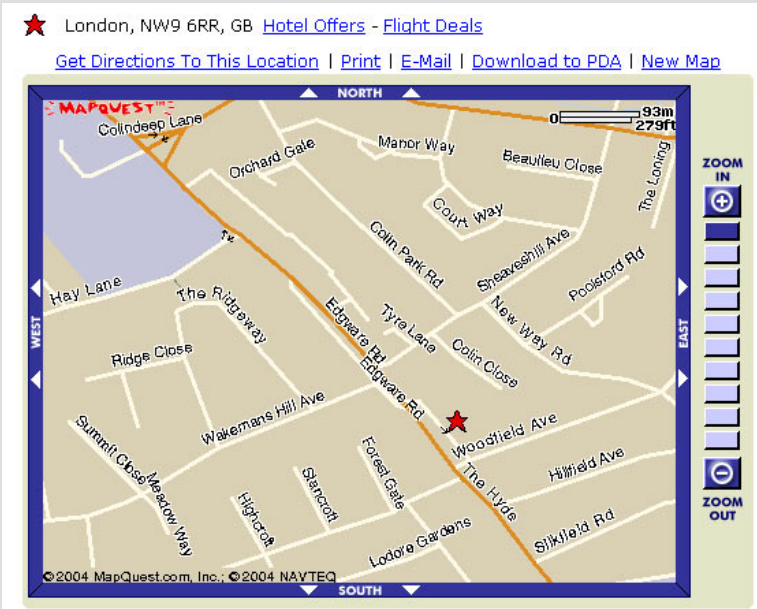 London, NW9 6RR, GB Hotel Offers - Flight Deals
Get Directions To This Location | Print | E-Mail | Download to PDA | New Map
NORTH
MAPQUEST™
0 93m
279ft
Colindeep Lane
Orchard Gate
Manor Way
Beaulieu Close
The Loning
ZOOM
IN
Court Way
Colin Park Rd
Sheaveshill Ave
Poolsford Rd
Hay Lane
The Ridgeway
WEST
EAST
Edgware Rd
Tyre Lane
New Way Rd
Ridge Close
Colin Close
Edgware Rd
Wakemans Hill Ave
Woodfield Ave
Summit Close
Meadow Way
Highcroft
Slancroft
Forest Gate
The Hyde
Hillfield Ave
Silkfield Rd
Lodore Gardens
ZOOM
OUT
©2004 MapQuest.com, Inc.; ©2004 NAVTEQ
SOUTH